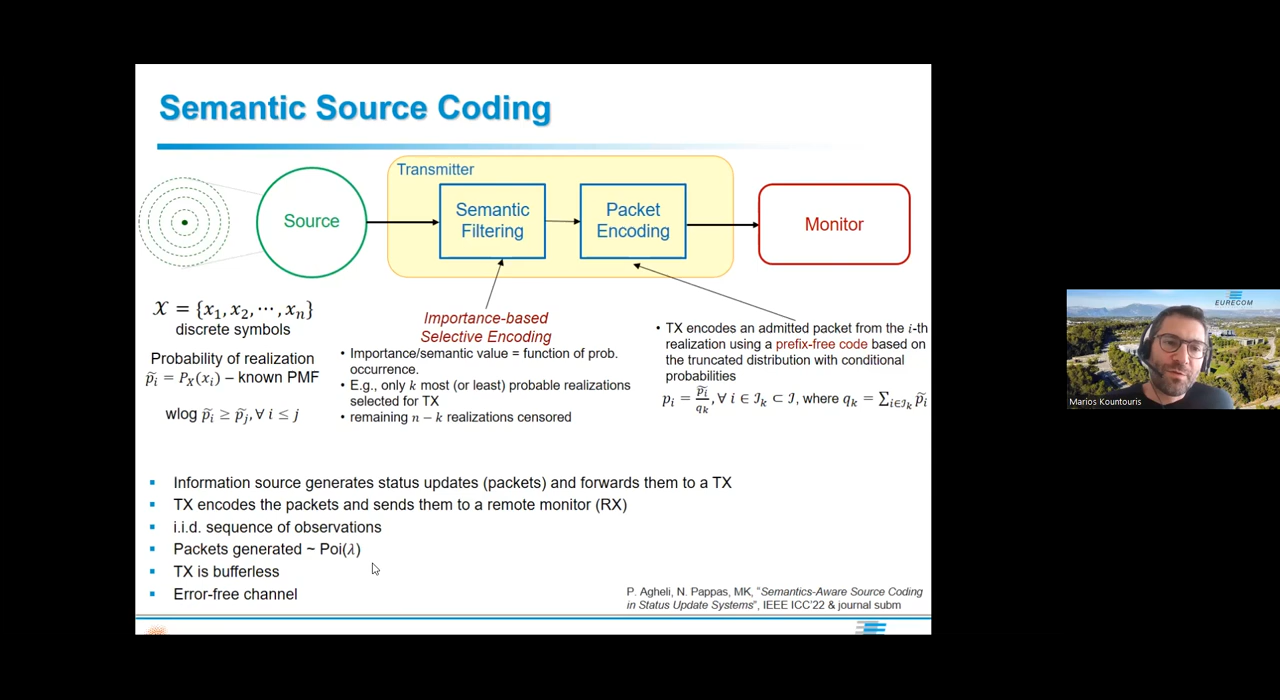 Semantic Source Coding
Transmitter
Source
Semantic
Filtering
Packet
Encoding
Monitor
𝒳 = {x₁, x₂, ⋯, xₙ}
discrete symbols
Probability of realization
p̃ᵢ = P_X(xᵢ) – known PMF
wlog p̃ᵢ ≥ p̃ⱼ, ∀ i ≤ j
Importance-based
Selective Encoding
• Importance/semantic value = function of prob.
occurrence.
• E.g., only k most (or least) probable realizations
selected for TX
• remaining n − k realizations censored
• TX encodes an admitted packet from the i-th
realization using a prefix-free code based on
the truncated distribution with conditional
probabilities
pᵢ = p̃ᵢ/qₖ, ∀ i ∈ ℐₖ ⊂ ℐ, where qₖ = ∑_{i∈ℐₖ} p̃ᵢ
▪ Information source generates status updates (packets) and forwards them to a TX
▪ TX encodes the packets and sends them to a remote monitor (RX)
▪ i.i.d. sequence of observations
▪ Packets generated ~ Poi(λ)
▪ TX is bufferless
▪ Error-free channel
P. Agheli, N. Pappas, MK, "Semantics-Aware Source Coding
in Status Update Systems", IEEE ICC'22 & journal subm
EURECOM
Marios Kountouris